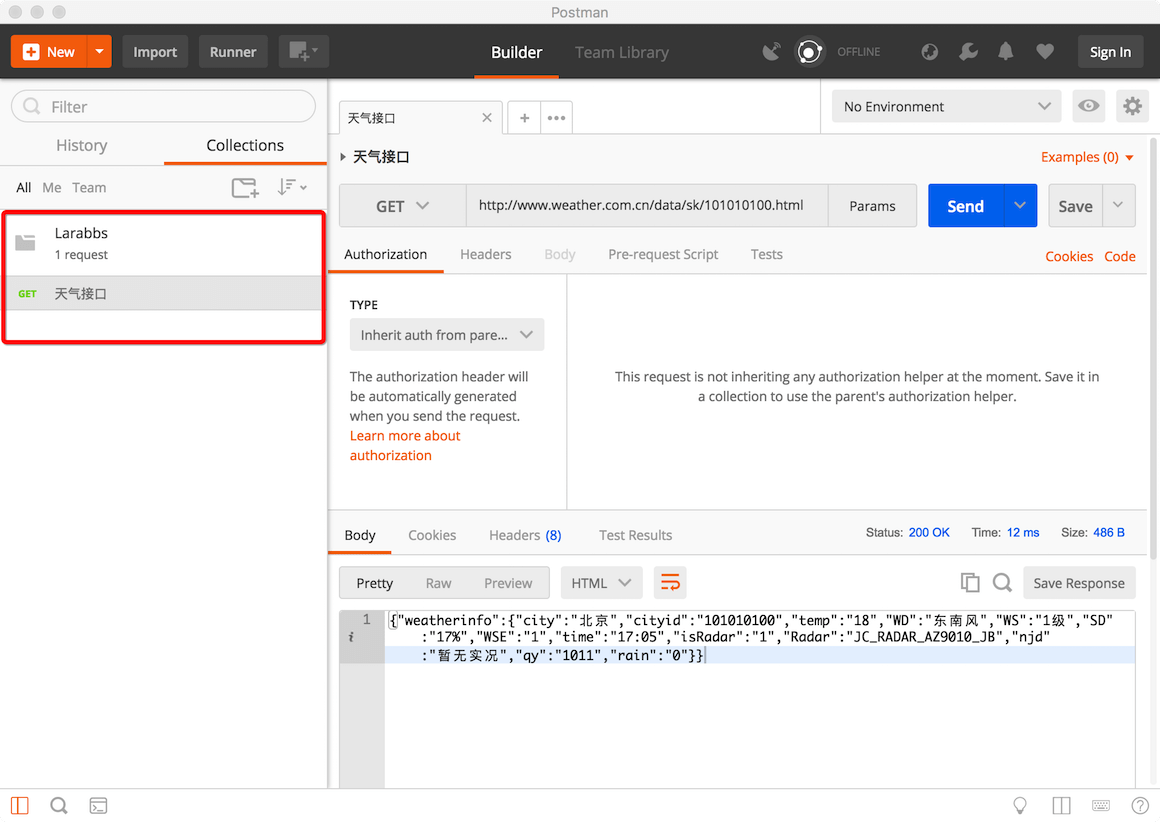 Postman
New
Import
Runner
Builder
Team Library
OFFLINE
Sign In
Filter
History
Collections
All Me Team
Larabbs
1 request
GET 天气接口
天气接口
No Environment
天气接口
Examples (0)
GET
http://www.weather.com.cn/data/sk/101010100.html
Params
Send
Save
Authorization
Headers
Body
Pre-request Script
Tests
Cookies Code
TYPE
Inherit auth from pare...
The authorization header will
be automatically generated
when you send the request.
Learn more about
authorization
This request is not inheriting any authorization helper at the moment. Save it in
a collection to use the parent's authorization helper.
Body
Cookies
Headers (8)
Test Results
Status: 200 OK
Time: 12 ms
Size: 486 B
Pretty
Raw
Preview
HTML
Save Response
1 {"weatherinfo":{"city":"北京","cityid":"101010100","temp":"18","WD":"东南风","WS":"1级","SD"
i :"17%","WSE":"1","time":"17:05","isRadar":"1","Radar":"JC_RADAR_AZ9010_JB","njd"
:"暂无实况","qy":"1011","rain":"0"}}